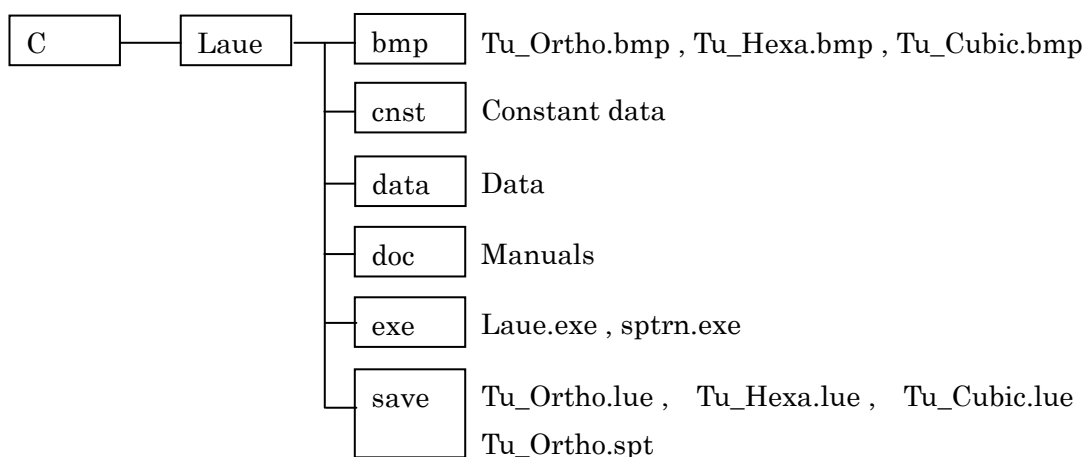 C Laue bmp Tu_Ortho.bmp , Tu_Hexa.bmp , Tu_Cubic.bmp
cnst Constant data
data Data
doc Manuals
exe Laue.exe , sptrn.exe
save Tu_Ortho.lue , Tu_Hexa.lue , Tu_Cubic.lue
Tu_Ortho.spt